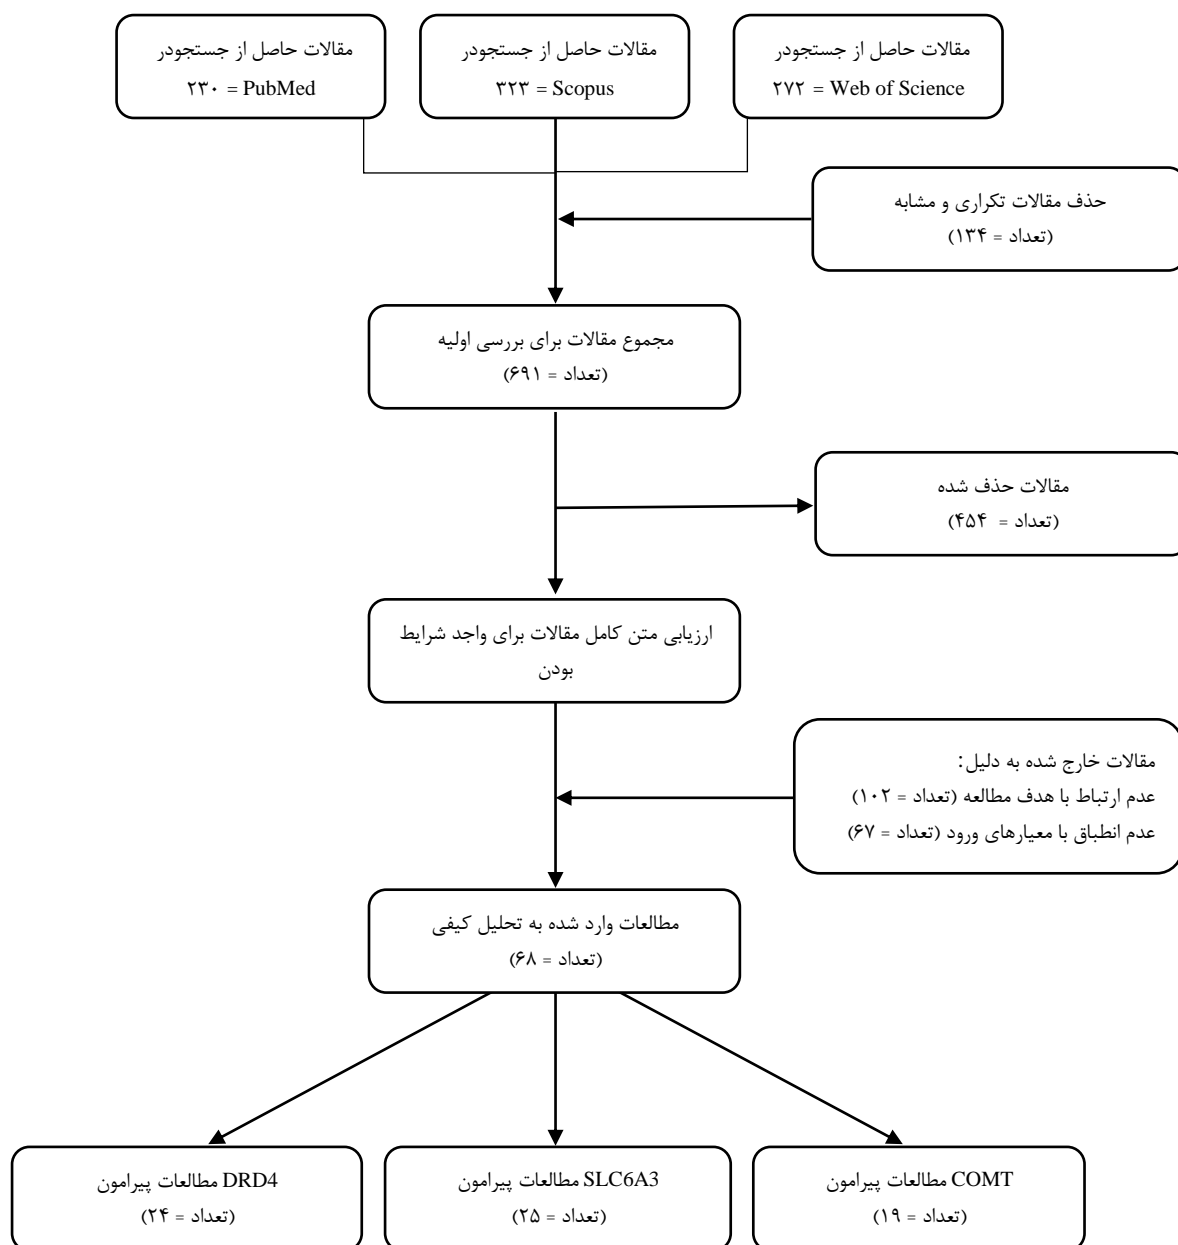 مقالات حاصل از جستجودر
۲۷۲ = Web of Science
مقالات حاصل از جستجودر
۳۲۳ = Scopus
مقالات حاصل از جستجودر
۲۳۰ = PubMed
حذف مقالات تکراری و مشابه
(تعداد = ۱۳۴)
مجموع مقالات برای بررسی اولیه
(تعداد = ۶۹۱)
مقالات حذف شده
(تعداد = ۴۵۴)
ارزیابی متن کامل مقالات برای واجد شرایط
بودن
مقالات خارج شده به دلیل:
عدم ارتباط با هدف مطالعه (تعداد = ۱۰۲)
عدم انطباق با معیارهای ورود (تعداد = ۶۷)
مطالعات وارد شده به تحلیل کیفی
(تعداد = ۶۸)
مطالعات پیرامون COMT
(تعداد = ۱۹)
مطالعات پیرامون SLC6A3
(تعداد = ۲۵)
مطالعات پیرامون DRD4
(تعداد = ۲۴)